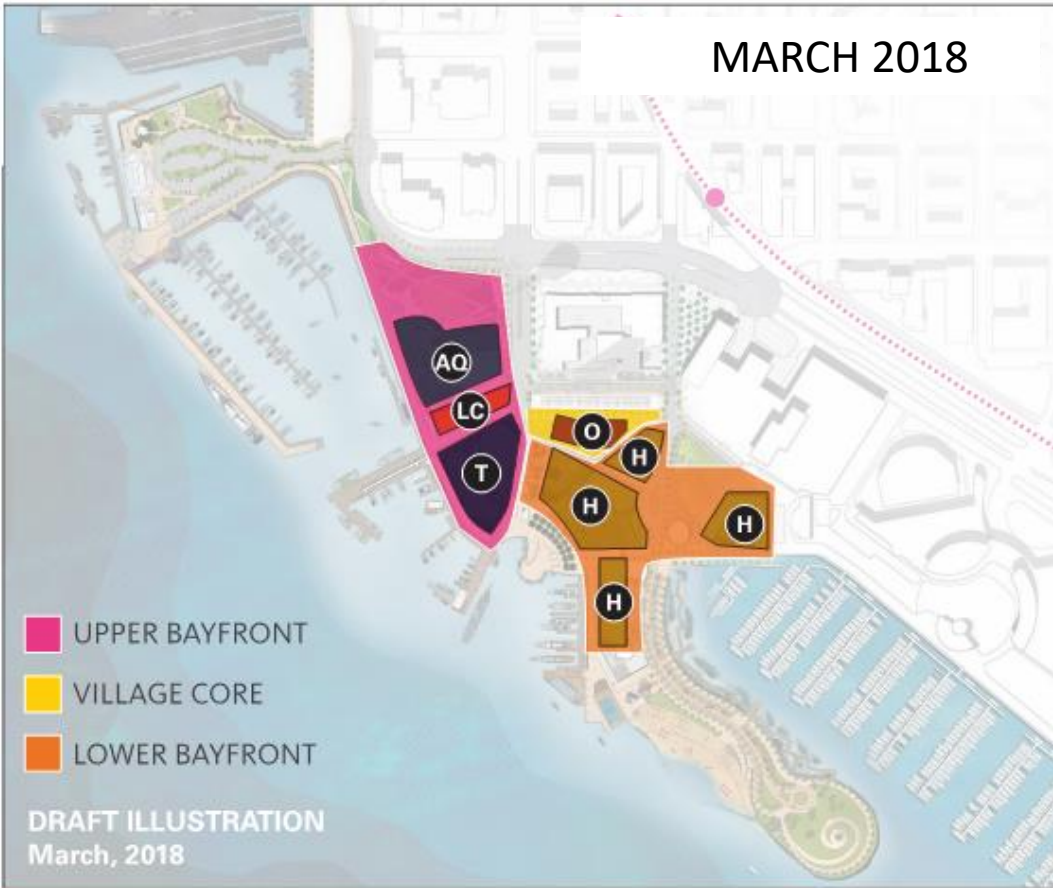 MARCH 2018
AQ
LC
T
O
H
H
H
H
UPPER BAYFRONT
VILLAGE CORE
LOWER BAYFRONT
DRAFT ILLUSTRATION
March, 2018